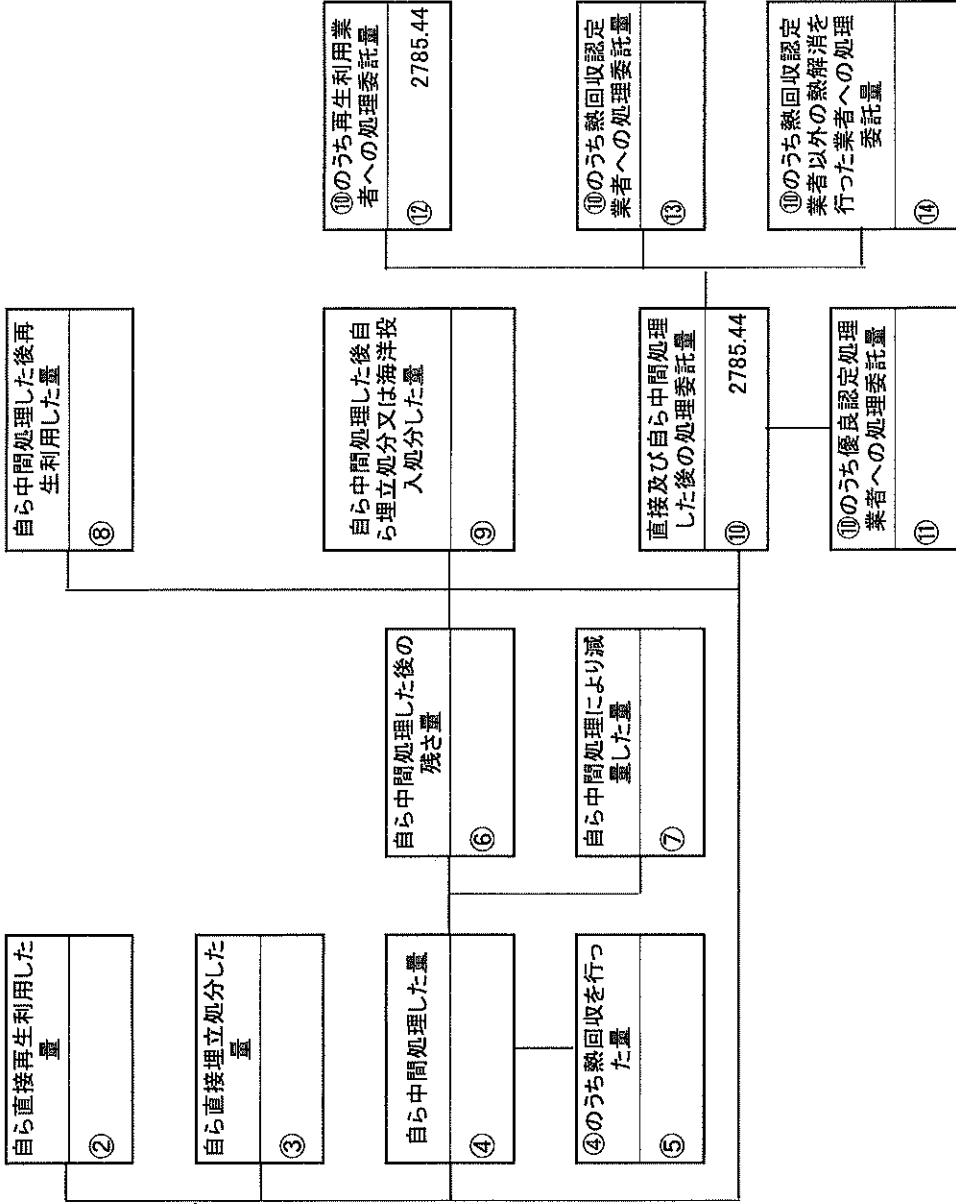 自ら直接再生利用した
量
②
自ら直接埋立処分した
量
③
自ら中間処理した量
④
④のうち熱回収を行っ
た量
⑤
自ら中間処理した後の
残さ量
⑥
自ら中間処理により減
量した量
⑦
自ら中間処理した後再
生利用した量
⑧
自ら中間処理した後自
ら埋立処分又は海洋投
入処分した量
⑨
直接及び自ら中間処理
した後の処理委託量
⑩ 2785.44
⑩のうち優良認定処理
業者への処理委託量
⑪
⑩のうち再生利用業
者への処理委託量
⑫ 2785.44
⑩のうち熱回収認定
業者への処理委託量
⑬
⑩のうち熱回収認定
業者以外の熱解消を
行った業者への処理
委託量
⑭